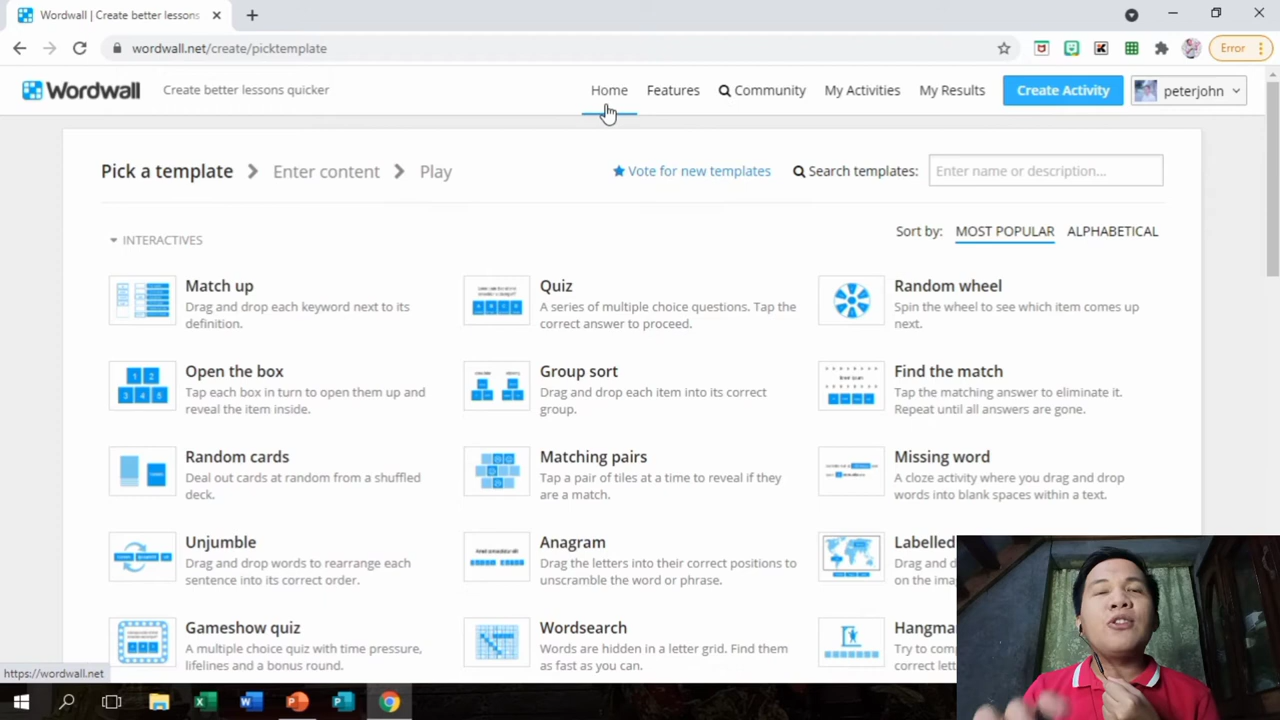 Wordwall | Create better lessons
wordwall.net/create/picktemplate
Error
Wordwall
Create better lessons quicker
Home
Features
Community
My Activities
My Results
Create Activity
peterjohn
Pick a template
Enter content
Play
Vote for new templates
Search templates:
Enter name or description...
INTERACTIVES
Sort by:
MOST POPULAR
ALPHABETICAL
Match up
Drag and drop each keyword next to its
definition.
Quiz
A series of multiple choice questions. Tap the
correct answer to proceed.
Random wheel
Spin the wheel to see which item comes up
next.
Open the box
Tap each box in turn to open them up and
reveal the item inside.
Group sort
Drag and drop each item into its correct
group.
Find the match
Tap the matching answer to eliminate it.
Repeat until all answers are gone.
Random cards
Deal out cards at random from a shuffled
deck.
Matching pairs
Tap a pair of tiles at a time to reveal if they
are a match.
Missing word
A cloze activity where you drag and drop
words into blank spaces within a text.
Unjumble
Drag and drop words to rearrange each
sentence into its correct order.
Anagram
Drag the letters into their correct positions to
unscramble the word or phrase.
Labelled
Drag and d
on the imag
Gameshow quiz
A multiple choice quiz with time pressure,
lifelines and a bonus round.
Wordsearch
Words are hidden in a letter grid. Find them
as fast as you can.
Hangma
Try to comp
correct lett
https://wordwall.net